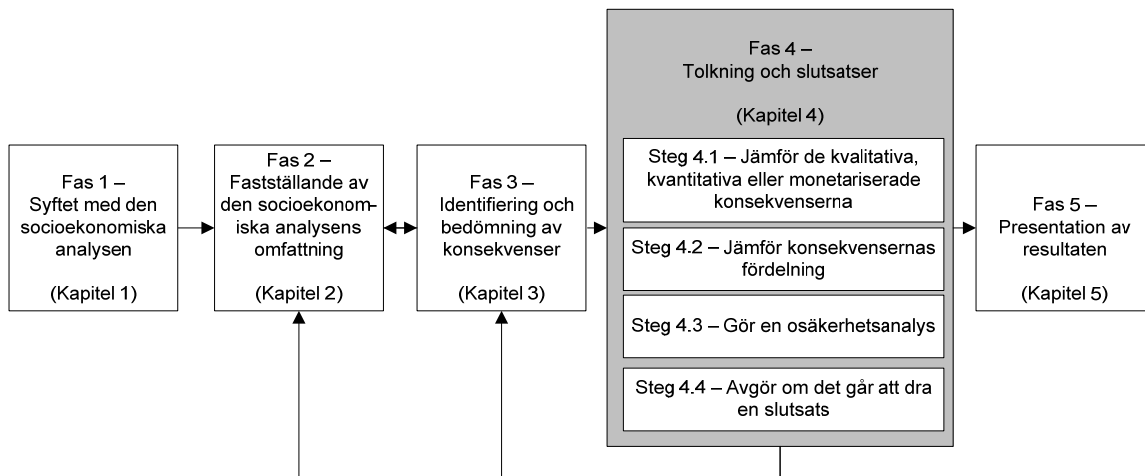 Fas 1 –
Syftet med den
socioekonomiska
analysen
(Kapitel 1)
Fas 2 –
Fastställande av
den socioekonom-
iska analysens
omfattning
(Kapitel 2)
Fas 3 –
Identifiering och
bedömning av
konsekvenser
(Kapitel 3)
Fas 4 –
Tolkning och slutsatser
(Kapitel 4)
Steg 4.1 – Jämför de kvalitativa,
kvantitativa eller monetariserade
konsekvenserna
Steg 4.2 – Jämför konsekvensernas
fördelning
Steg 4.3 – Gör en osäkerhetsanalys
Steg 4.4 – Avgör om det går att dra
en slutsats
Fas 5 –
Presentation av
resultaten
(Kapitel 5)